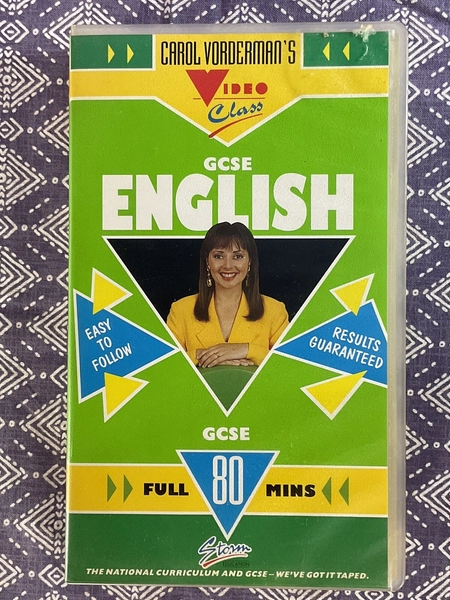 CAROL VORDERMAN'S
VIDEO
Class
GCSE
ENGLISH
EASY
TO
FOLLOW
RESULTS
GUARANTEED
GCSE
FULL 80 MINS
Storm
THE NATIONAL CURRICULUM AND GCSE – WE'VE GOT IT TAPED.